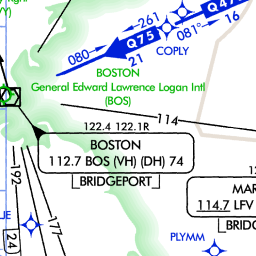 261
Q47
081°
16
080
Q75
21
COPLY
BOSTON
General Edward Lawrence Logan Intl
(BOS)
114
122.4 122.1R
BOSTON
112.7 BOS (VH) (DH) 74
BRIDGEPORT
192
177
24
MAR
114.7 LFV
BRIDG
PLYMM